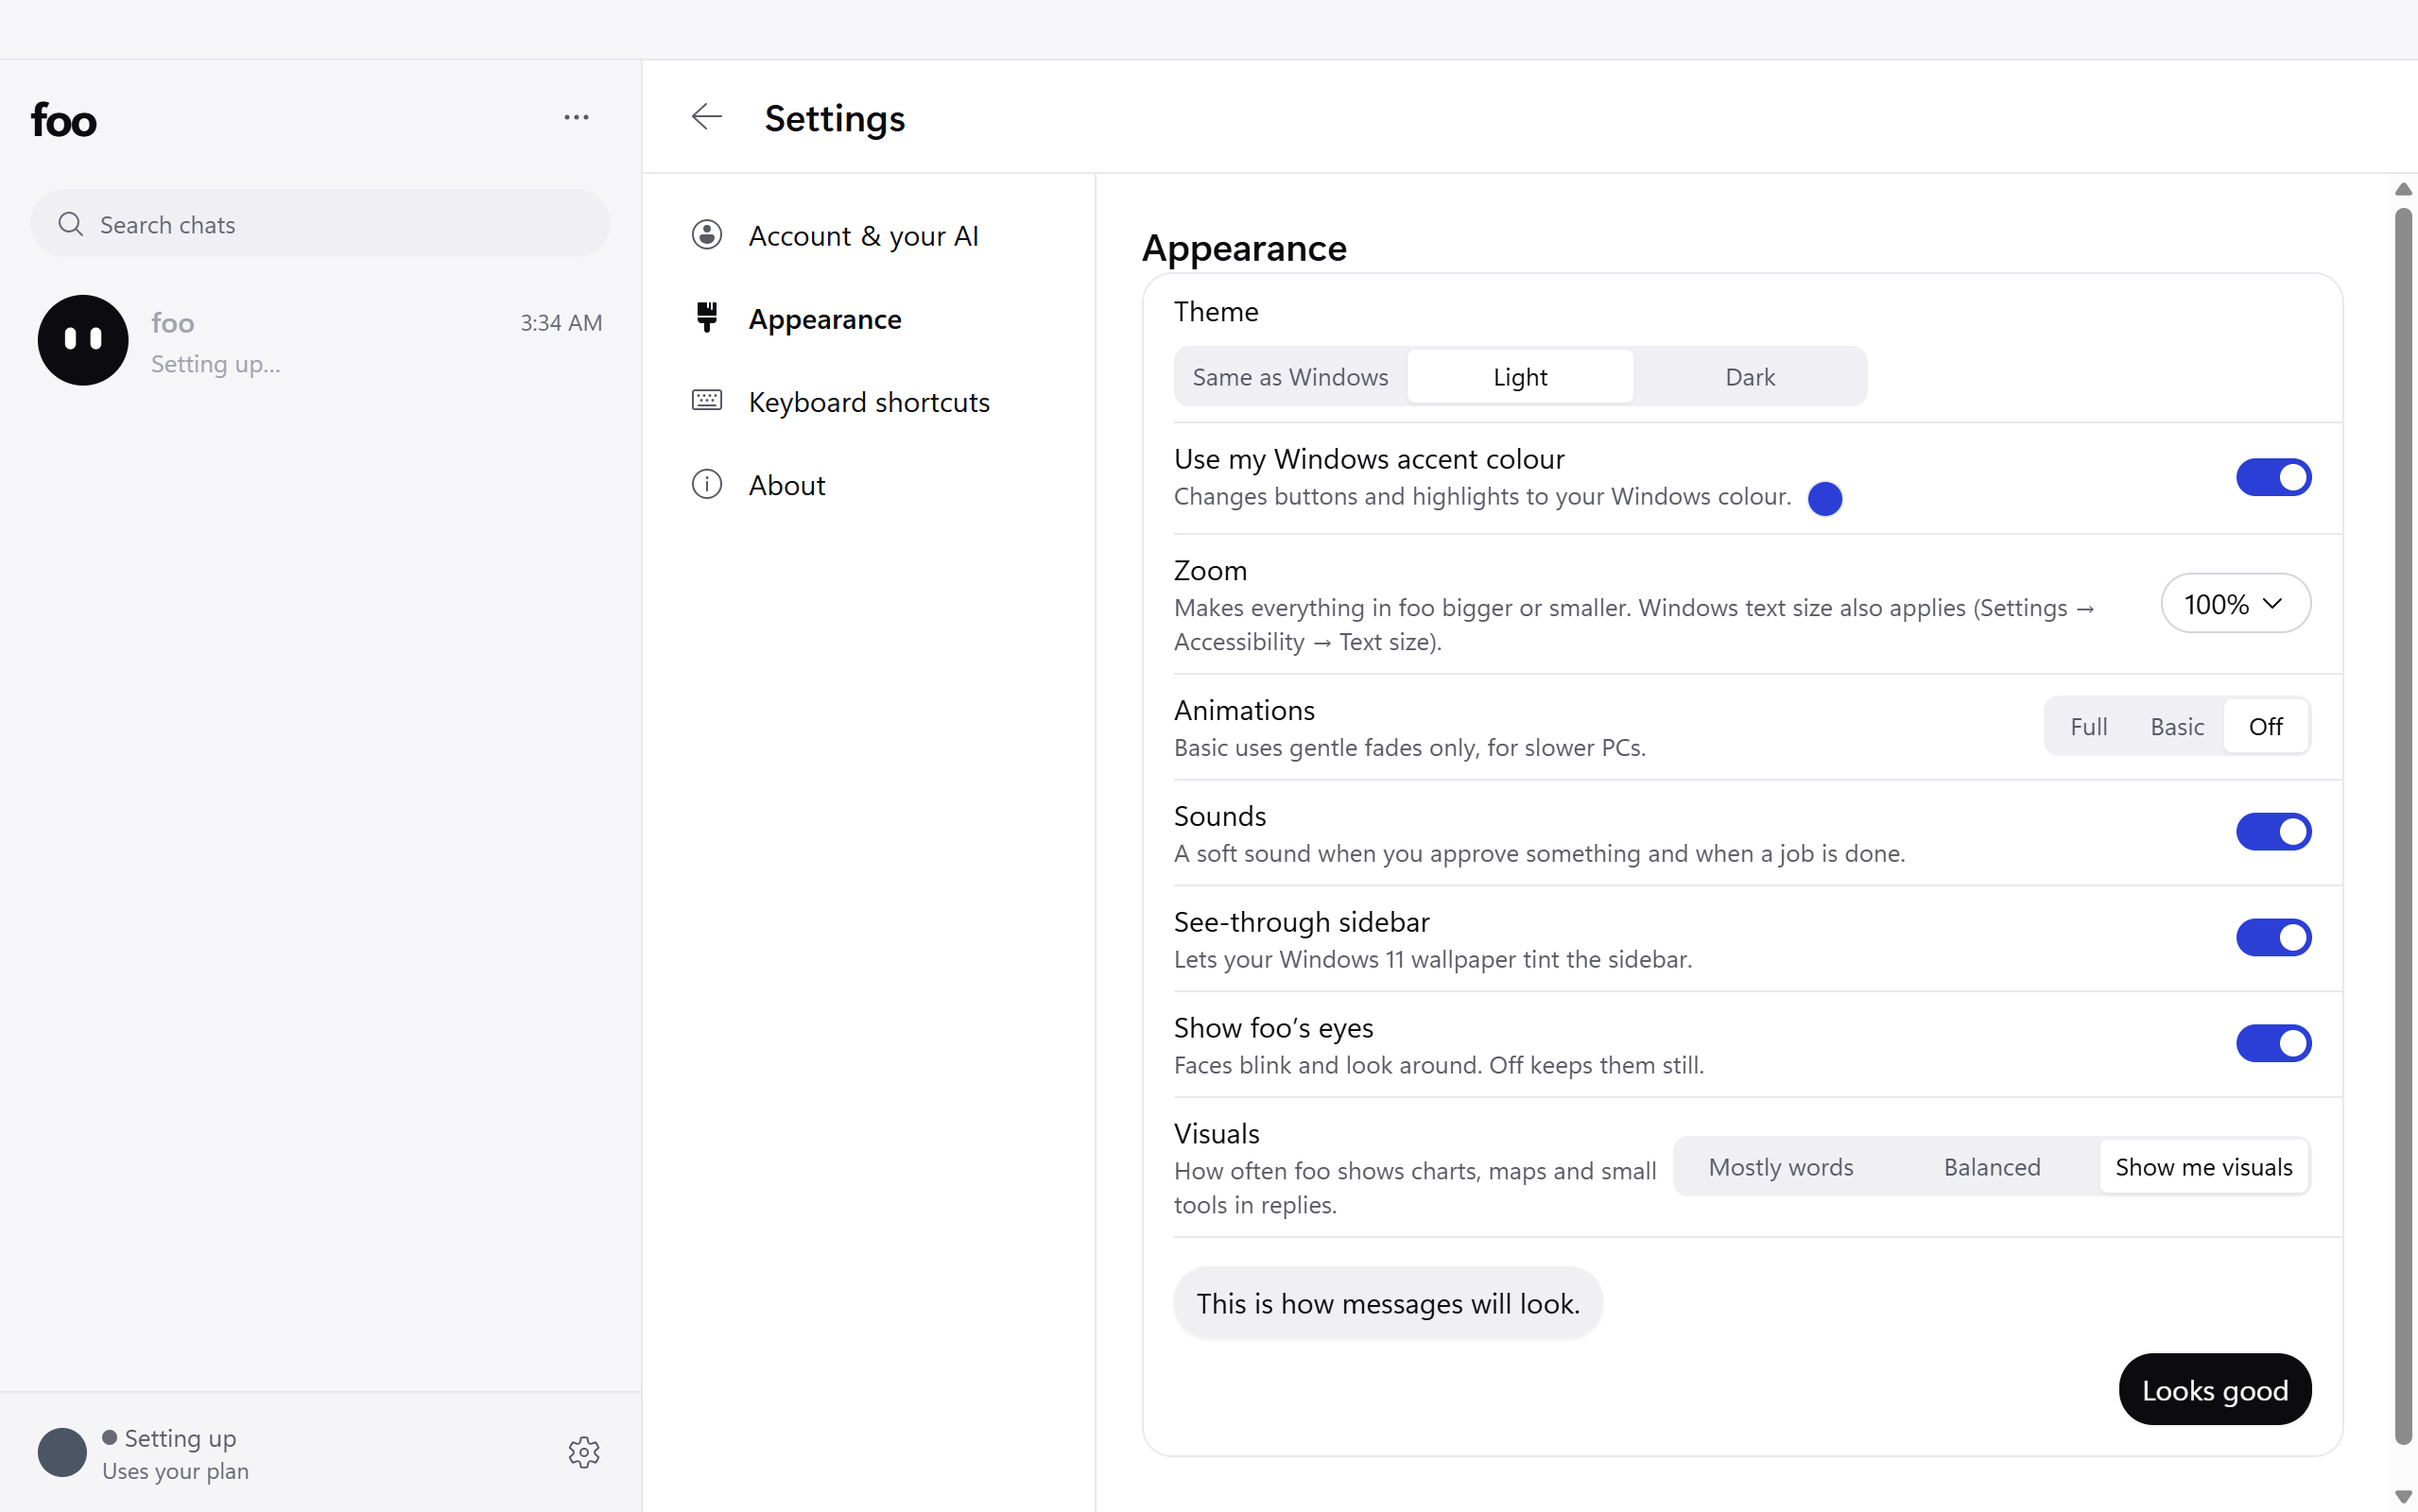 foo
...
Search chats
foo
3:34 AM
Setting up...
Setting up
Uses your plan
Settings
Account & your AI
Appearance
Keyboard shortcuts
About
Appearance
Theme
Same as Windows
Light
Dark
Use my Windows accent colour
Changes buttons and highlights to your Windows colour.
Zoom
Makes everything in foo bigger or smaller. Windows text size also applies (Settings →
Accessibility → Text size).
100%
Animations
Basic uses gentle fades only, for slower PCs.
Full
Basic
Off
Sounds
A soft sound when you approve something and when a job is done.
See-through sidebar
Lets your Windows 11 wallpaper tint the sidebar.
Show foo’s eyes
Faces blink and look around. Off keeps them still.
Visuals
How often foo shows charts, maps and small
tools in replies.
Mostly words
Balanced
Show me visuals
This is how messages will look.
Looks good